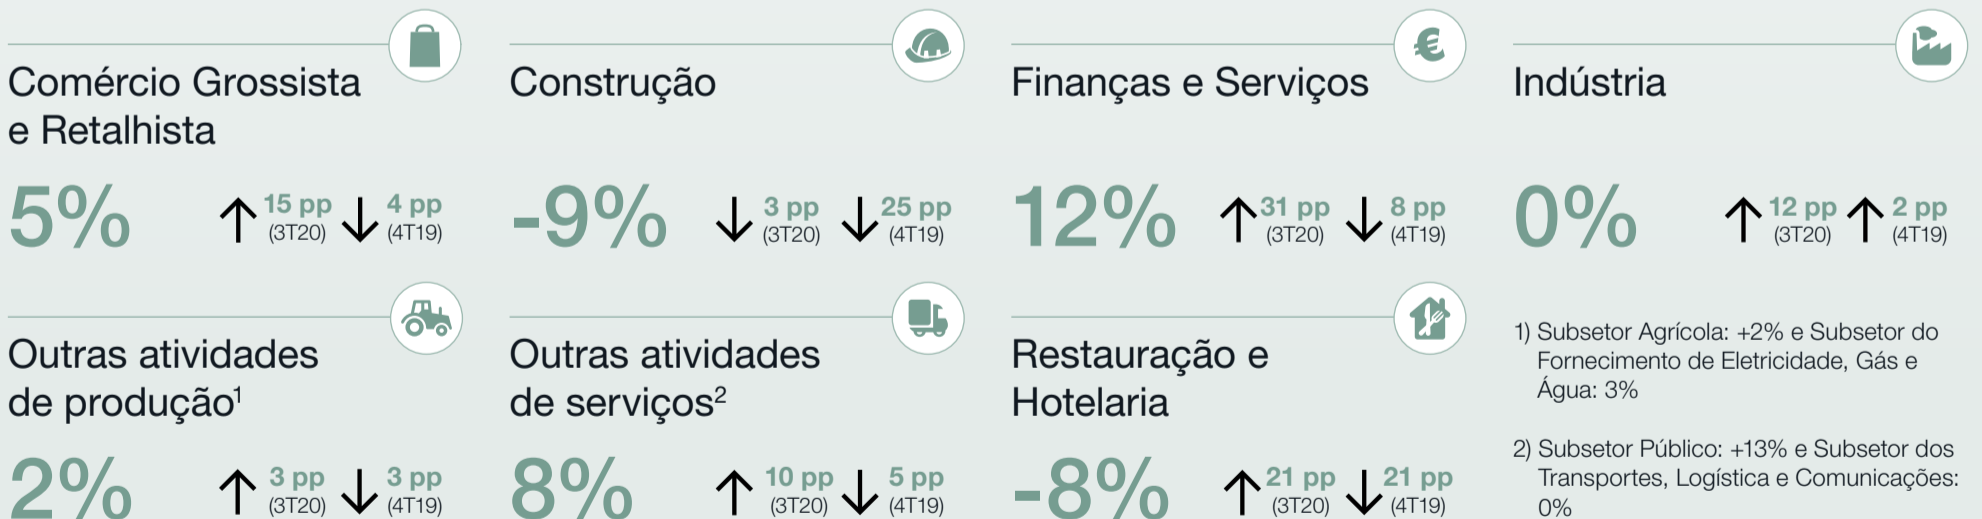 Comércio Grossista
e Retalhista
5%
15 pp
(3T20)
4 pp
(4T19)
Construção
-9%
3 pp
(3T20)
25 pp
(4T19)
Finanças e Serviços
12%
31 pp
(3T20)
8 pp
(4T19)
Indústria
0%
12 pp
(3T20)
2 pp
(4T19)
Outras atividades
de produção¹
2%
3 pp
(3T20)
3 pp
(4T19)
Outras atividades
de serviços²
8%
10 pp
(3T20)
5 pp
(4T19)
Restauração e
Hotelaria
-8%
21 pp
(3T20)
21 pp
(4T19)
1) Subsetor Agrícola: +2% e Subsetor do
Fornecimento de Eletricidade, Gás e
Água: 3%
2) Subsetor Público: +13% e Subsetor dos
Transportes, Logística e Comunicações:
0%